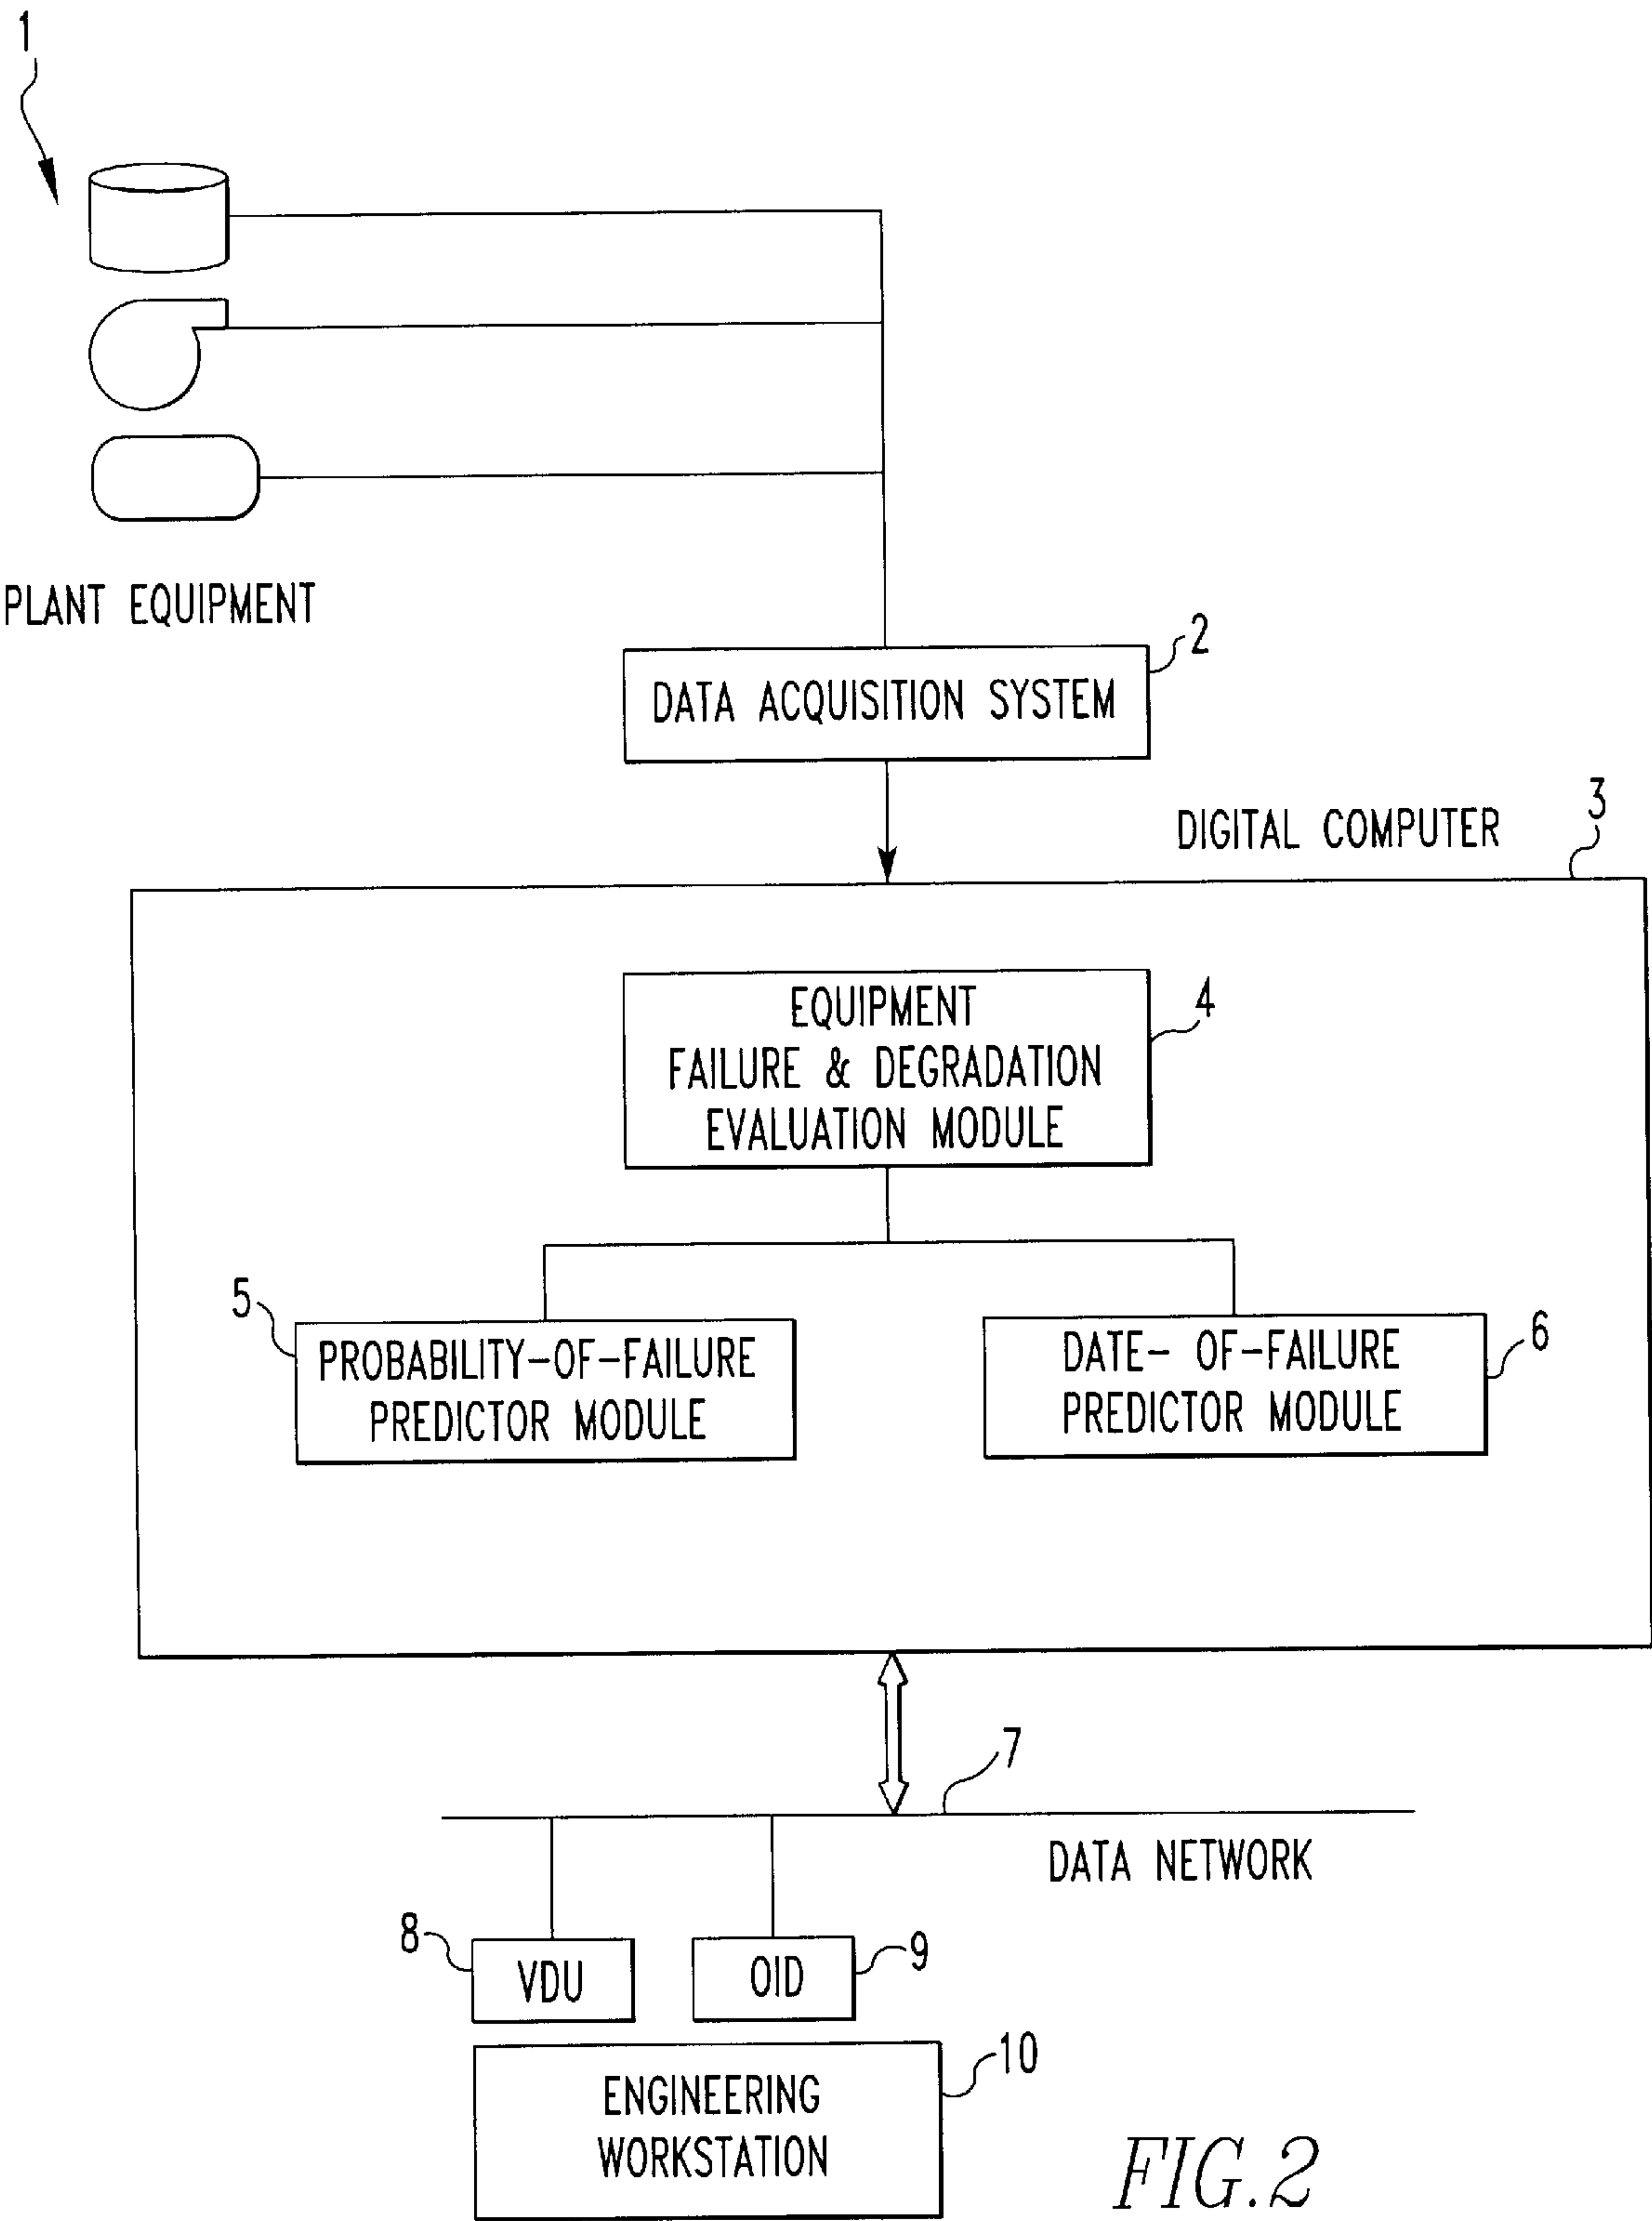 1
PLANT EQUIPMENT
2
DATA ACQUISITION SYSTEM
3
DIGITAL COMPUTER
4
EQUIPMENT
FAILURE & DEGRADATION
EVALUATION MODULE
5
PROBABILITY-OF-FAILURE
PREDICTOR MODULE
6
DATE- OF-FAILURE
PREDICTOR MODULE
7
DATA NETWORK
8
VDU
OID
9
10
ENGINEERING
WORKSTATION
FIG.2